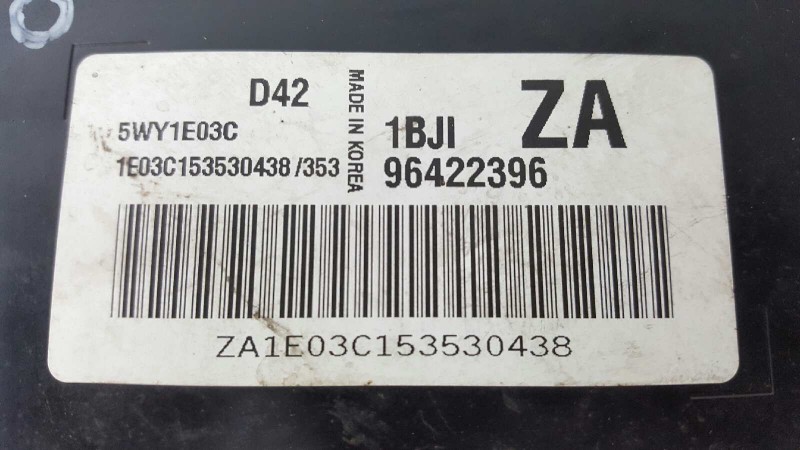 D42
MADE IN KOREA
ZA
5WY1E03C
1BJI
1E03C153530438/353
96422396
ZA1E03C153530438